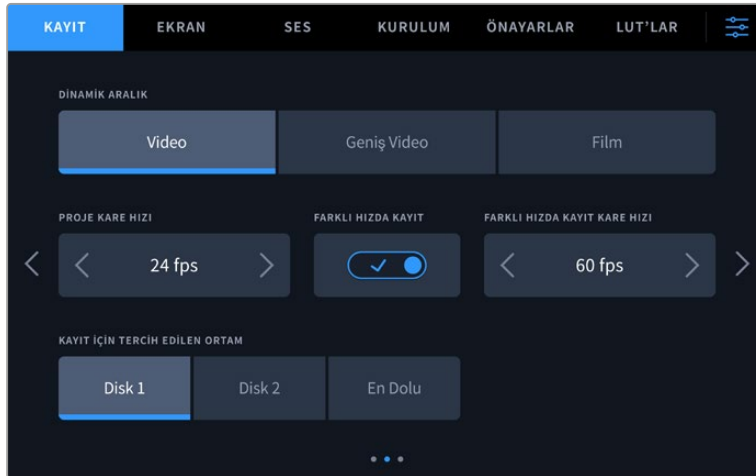 KAYIT EKRAN SES KURULUM ÖNAYARLAR LUT’LAR
DİNAMİK ARALIK
Video Geniş Video Film
PROJE KARE HIZI FARKLI HIZDA KAYIT FARKLI HIZDA KAYIT KARE HIZI
24 fps 60 fps
KAYIT İÇİN TERCİH EDİLEN ORTAM
Disk 1 Disk 2 En Dolu